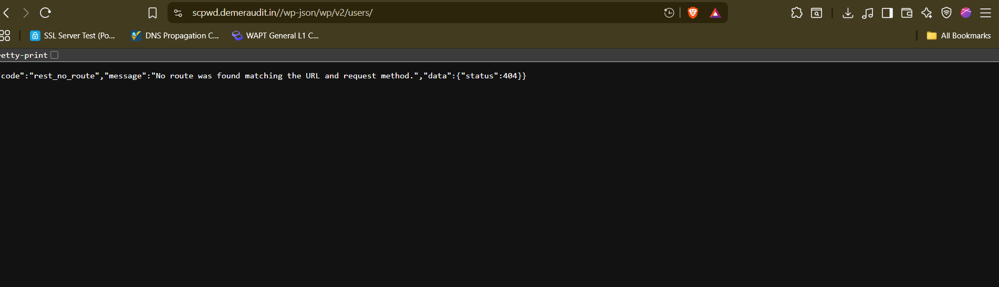 scpwd.demeraudit.in//wp-json/wp/v2/users/
SSL Server Test (Po... DNS Propagation C... WAPT General L1 C... All Bookmarks
retty-print
code":"rest_no_route","message":"No route was found matching the URL and request method.","data":{"status":404}}